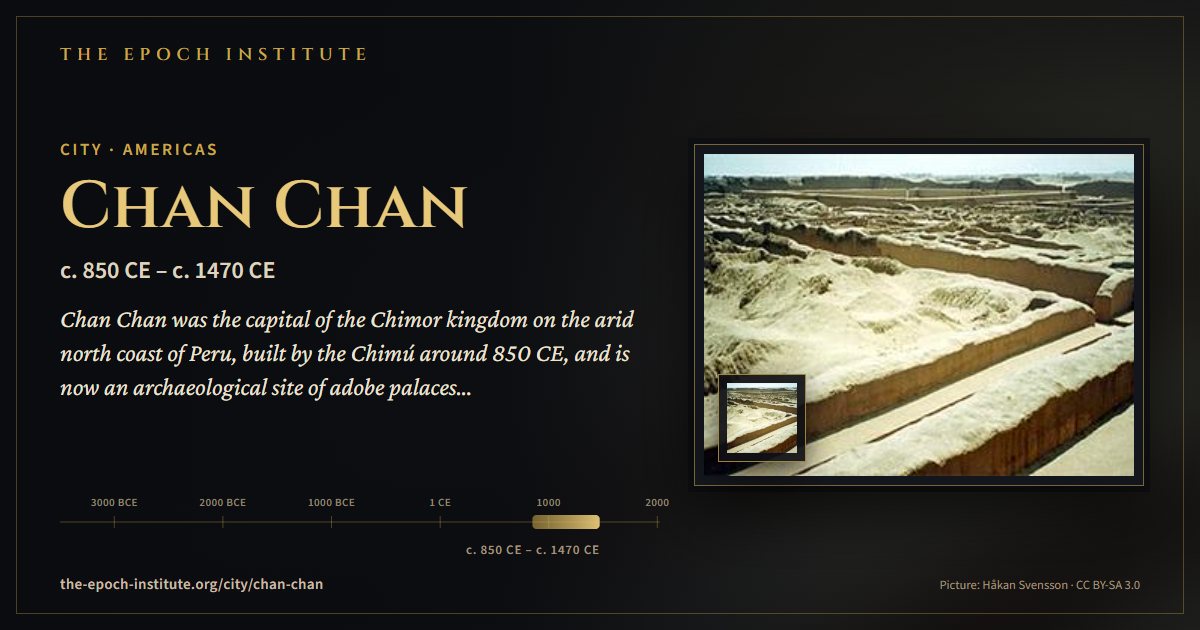 THE EPOCH INSTITUTE
CITY · AMERICAS
CHAN CHAN
c. 850 CE – c. 1470 CE
Chan Chan was the capital of the Chimor kingdom on the arid
north coast of Peru, built by the Chimú around 850 CE, and is
now an archaeological site of adobe palaces...
3000 BCE 2000 BCE 1000 BCE 1 CE 1000 2000
c. 850 CE – c. 1470 CE
the-epoch-institute.org/city/chan-chan
Picture: Håkan Svensson · CC BY-SA 3.0